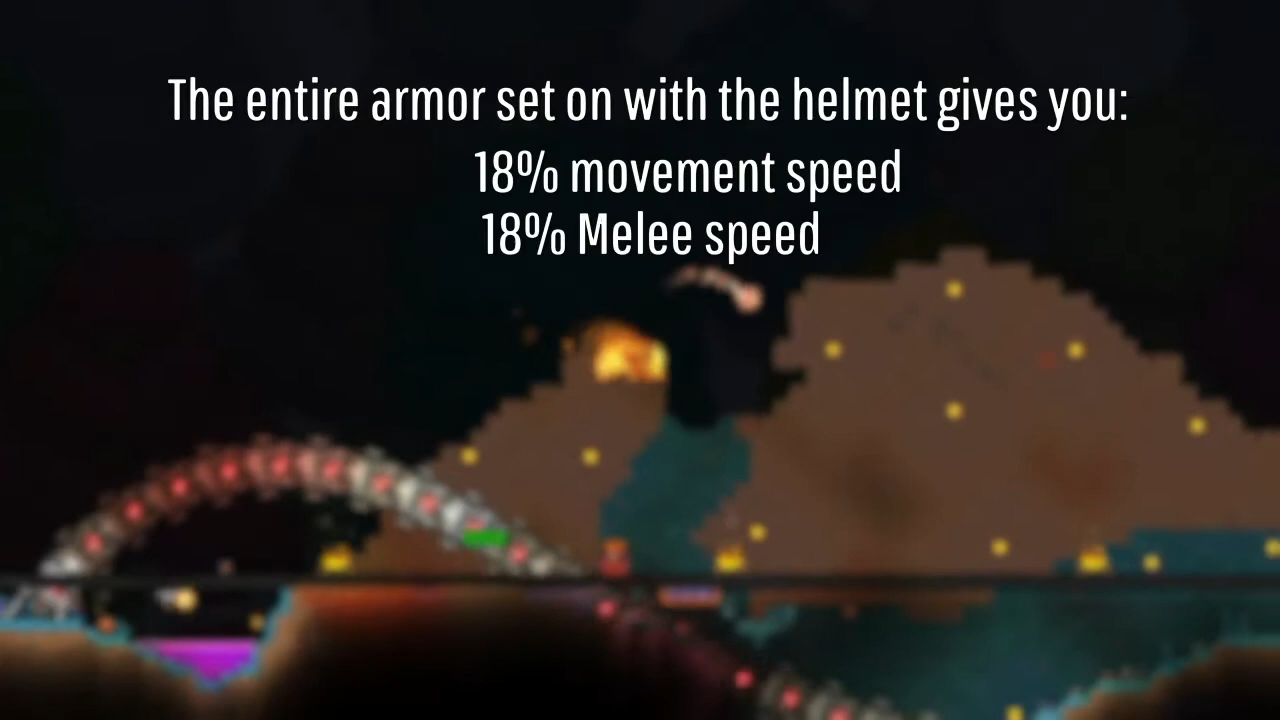 The entire armor set on with the helmet gives you:
18% movement speed
18% Melee speed